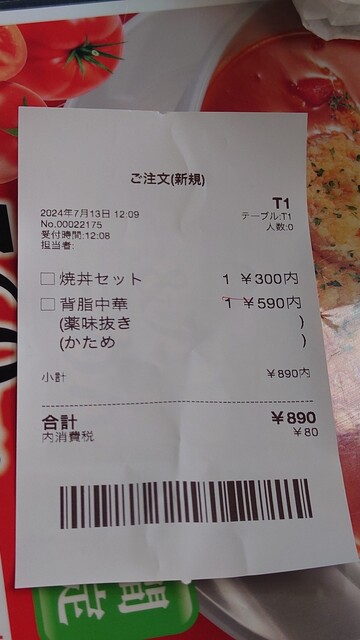 ご注文(新規)
T1
2024年7月13日 12:09
テーブル:T1
No.00022175
人数:0
受付時間:12:08
担当者:
□ 焼丼セット 1 ¥300内
□ 背脂中華 1 ¥590内
(薬味抜き )
(かため )
小計 ¥890内
合計 ¥890
内消費税 ¥80
間定